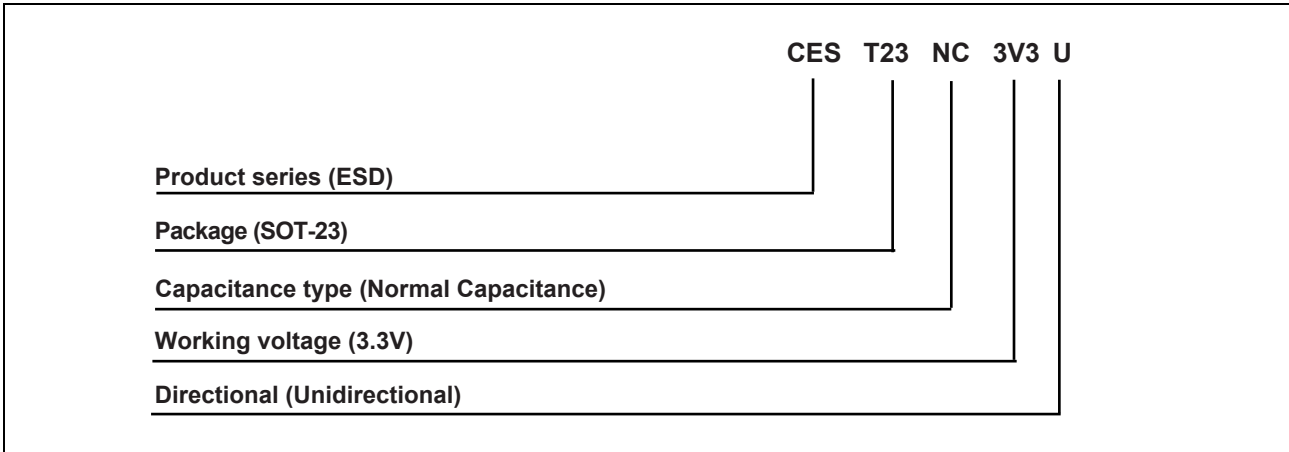 CES T23 NC 3V3 U
Product series (ESD)
Package (SOT-23)
Capacitance type (Normal Capacitance)
Working voltage (3.3V)
Directional (Unidirectional)